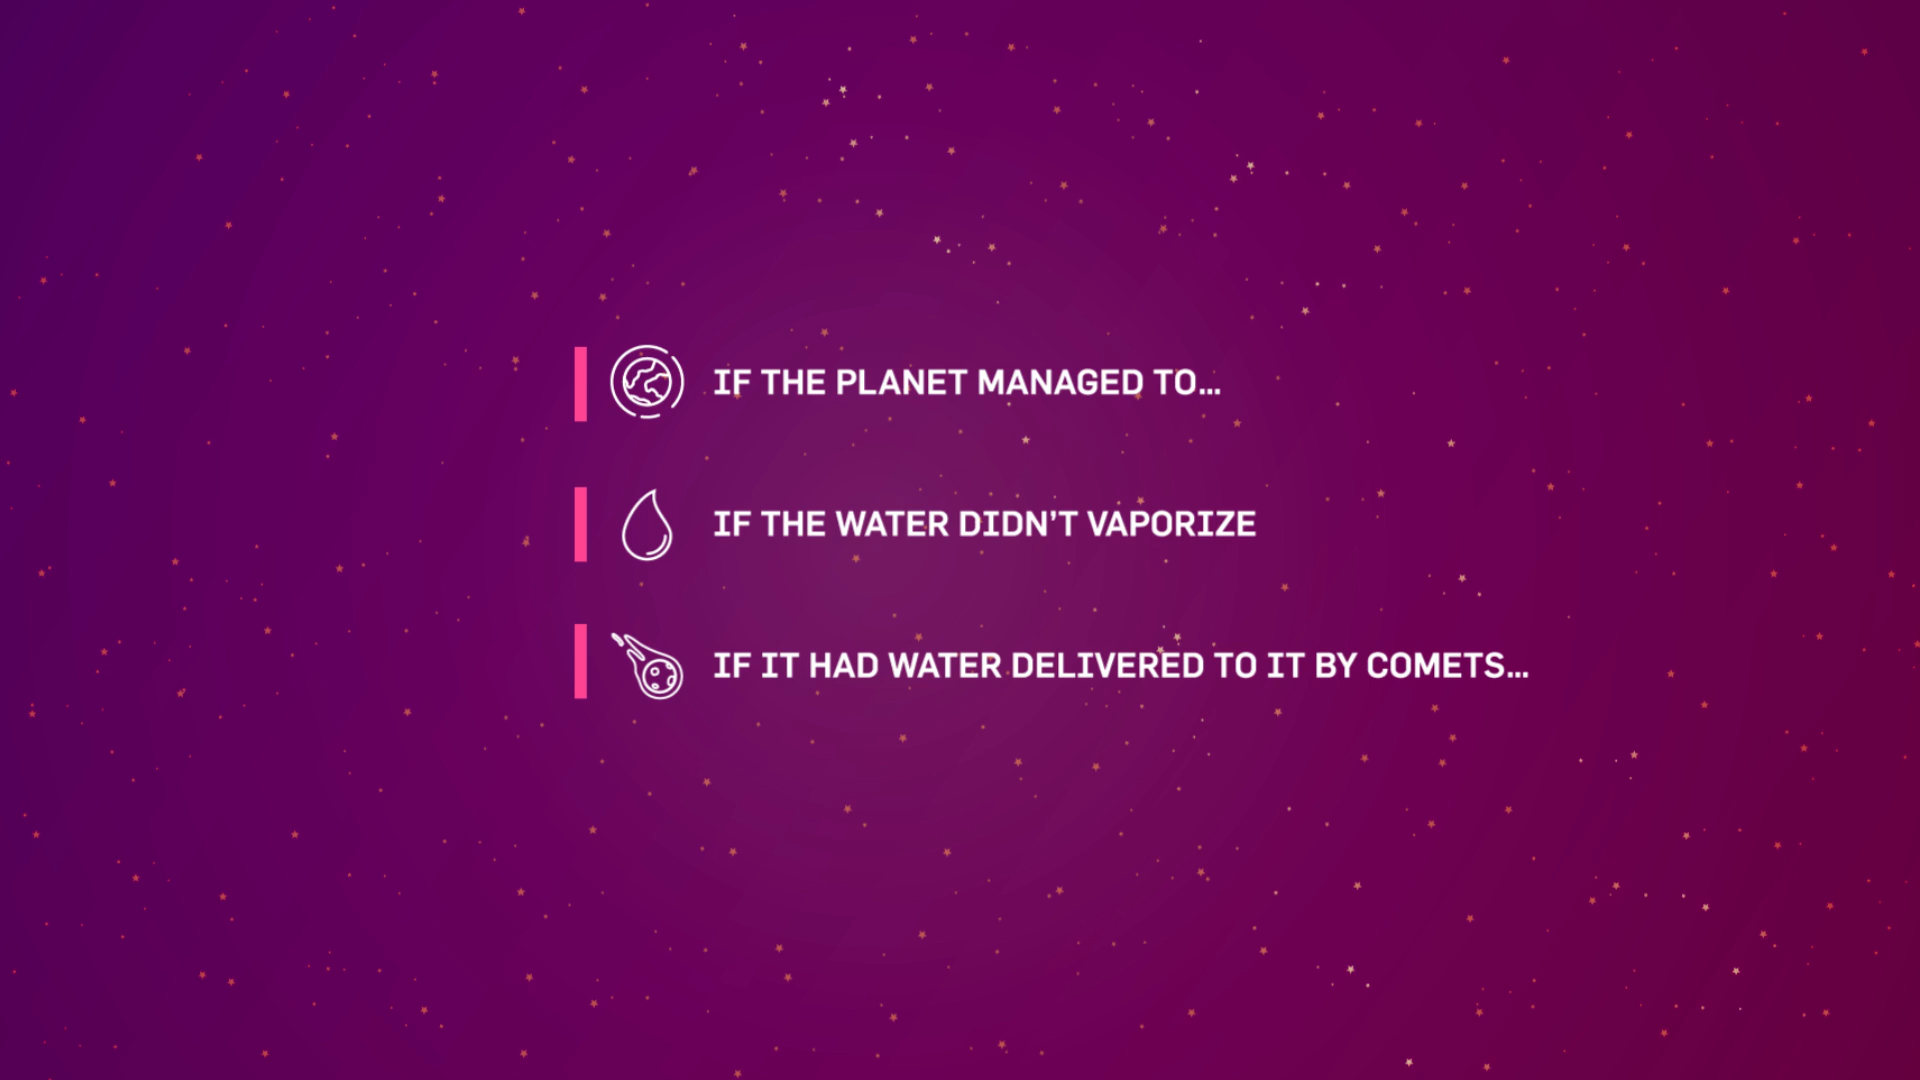 IF THE PLANET MANAGED TO...
IF THE WATER DIDN'T VAPORIZE
IF IT HAD WATER DELIVERED TO IT BY COMETS...